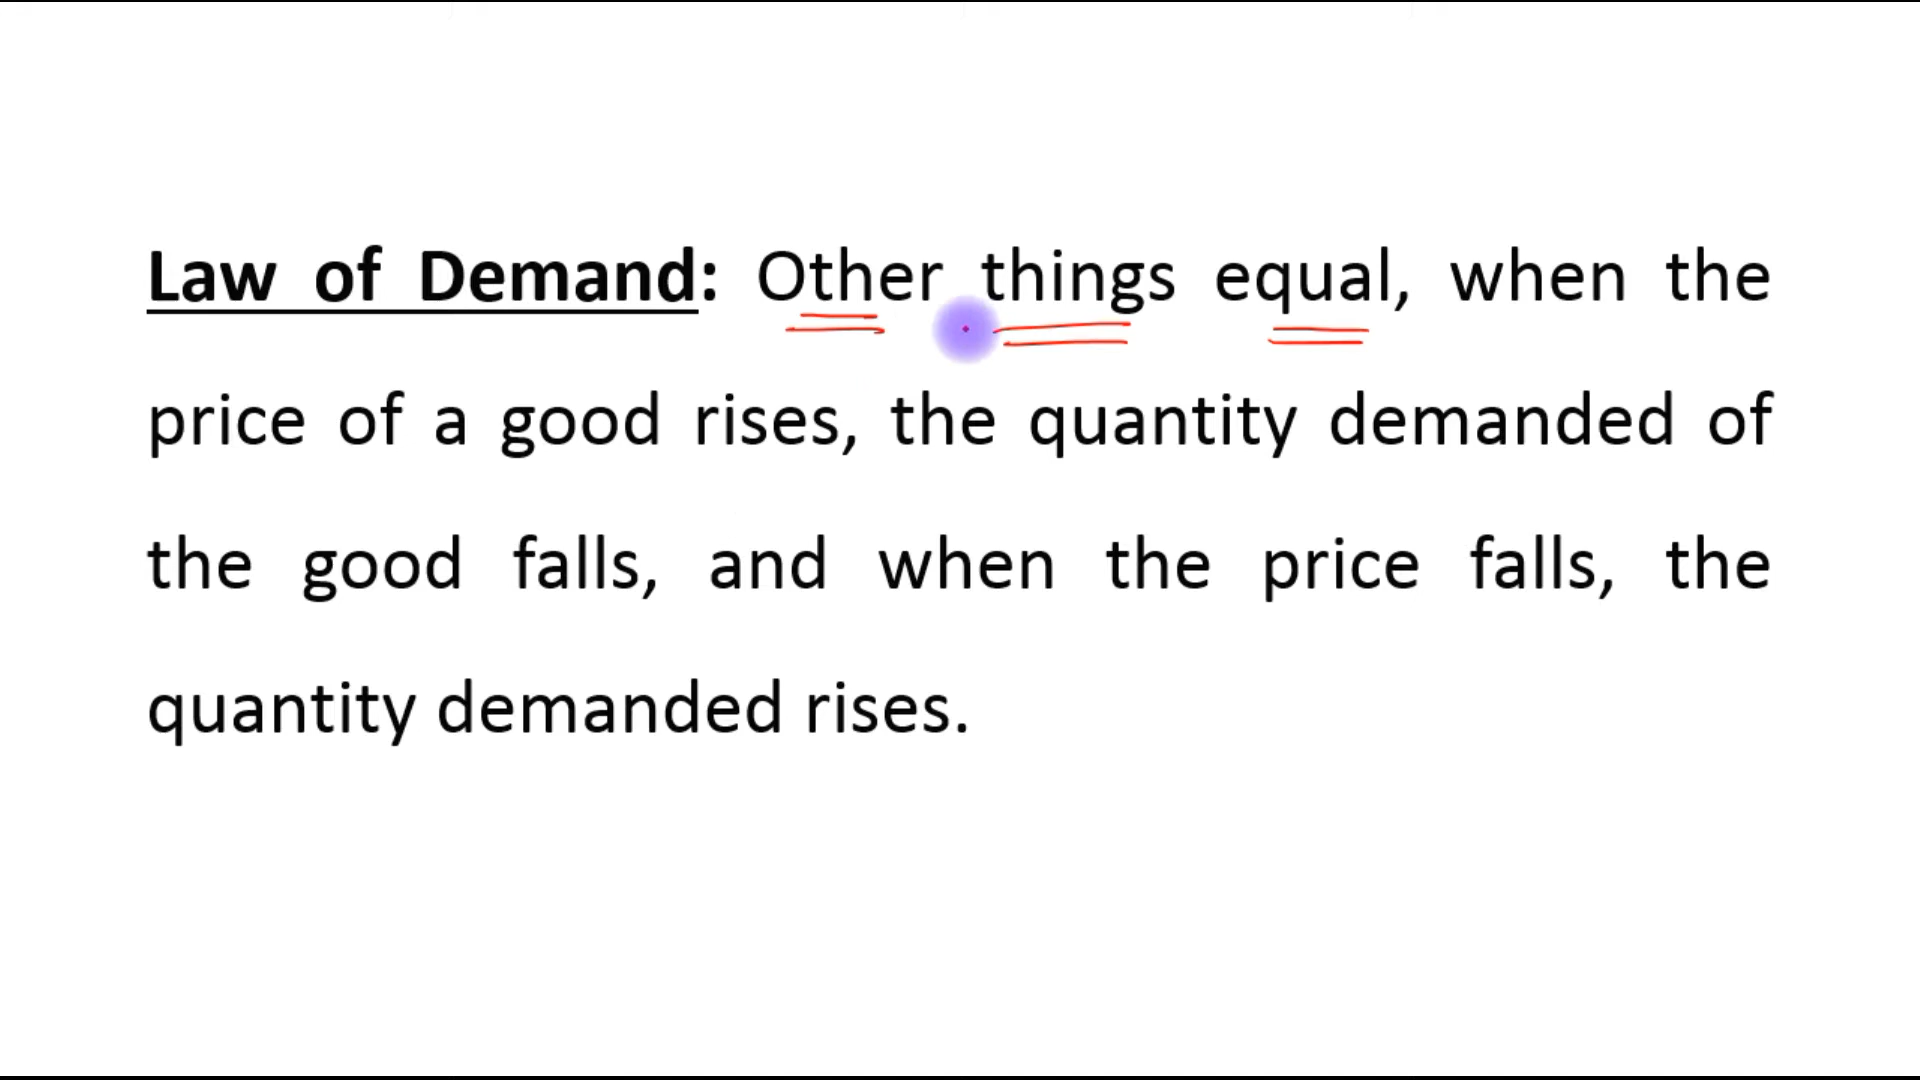 Law of Demand: Other things equal, when the
price of a good rises, the quantity demanded of
the good falls, and when the price falls, the
quantity demanded rises.